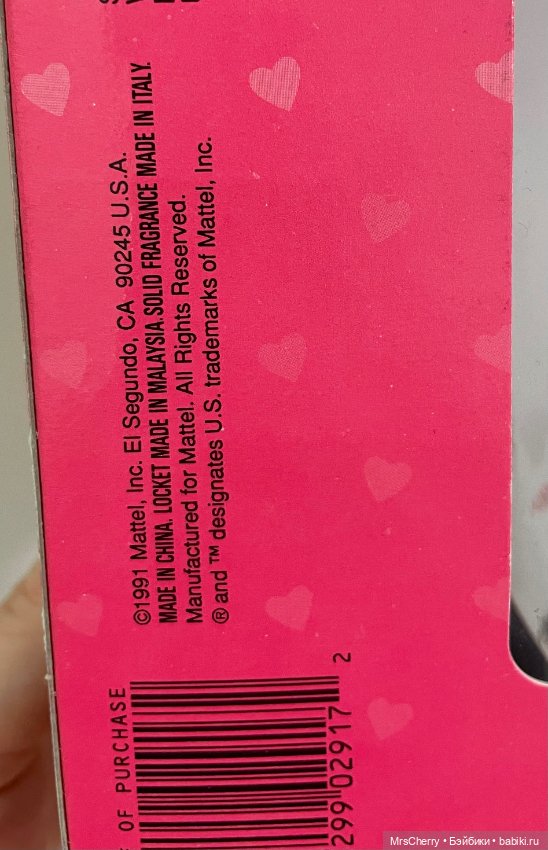 ©1991 Mattel, Inc. El Segundo, CA 90245 U.S.A.
MADE IN CHINA. LOCKET MADE IN MALAYSIA.SOLID FRAGRANCE MADE IN ITALY.
Manufactured for Mattel. All Rights Reserved.
® and ™ designates U.S. trademarks of Mattel, Inc.
OF PURCHASE
299 02917 2
MrsCherry • Бэйбики • babiki.ru